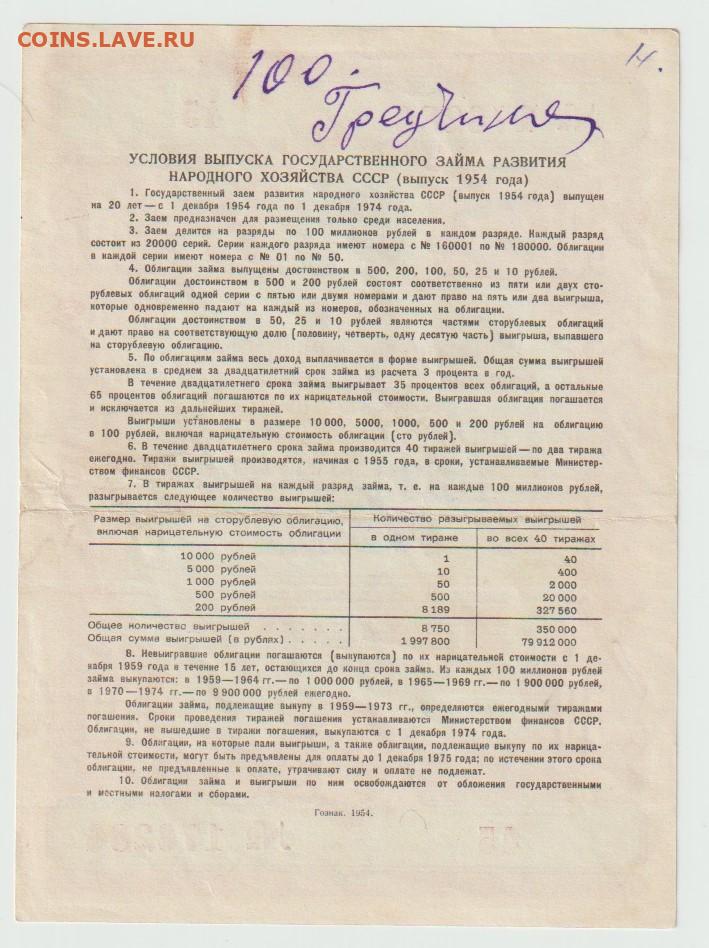 COINS.LAVE.RU
100.
УСЛОВИЯ ВЫПУСКА ГОСУДАРСТВЕННОГО ЗАЙМА РАЗВИТИЯ
НАРОДНОГО ХОЗЯЙСТВА СССР (выпуск 1954 года)
1. Государственный заем развития народного хозяйства СССР (выпуск 1954 года) выпущен
на 20 лет — с 1 декабря 1954 года по 1 декабря 1974 года.
2. Заем предназначен для размещения только среди населения.
3. Заем делится на разряды по 100 миллионов рублей в каждом разряде. Каждый разряд
состоит из 20000 серий. Серии каждого разряда имеют номера с № 160001 по № 180000. Облигации
в каждой серии имеют номера с № 01 по № 50.
4. Облигации займа выпущены достоинством в 500, 200, 100, 50, 25 и 10 рублей.
Облигации достоинством в 500 и 200 рублей состоят соответственно из пяти или двух сто-
рублевых облигаций одной серии с пятью или двумя номерами и дают право на пять или два выигрыша,
которые одновременно падают на каждый из номеров, обозначенных на облигации.
Облигации достоинством в 50, 25 и 10 рублей являются частями сторублевых облигаций
и дают право на соответствующую долю (половину, четверть, одну десятую часть) выигрыша, выпавшего
на сторублевую облигацию.
5. По облигациям займа весь доход выплачивается в форме выигрышей. Общая сумма выигрышей
установлена в среднем за двадцатилетний срок займа из расчета 3 процента в год.
В течение двадцатилетнего срока займа выигрывает 35 процентов всех облигаций, а остальные
65 процентов облигаций погашаются по их нарицательной стоимости. Выигравшая облигация погашается
и исключается из дальнейших тиражей.
Выигрыши установлены в размере 10 000, 5000, 1000, 500 и 200 рублей на облигацию
в 100 рублей, включая нарицательную стоимость облигации (сто рублей).
6. В течение двадцатилетнего срока займа производится 40 тиражей выигрышей — по два тиража
ежегодно. Тиражи выигрышей производятся, начиная с 1955 года, в сроки, устанавливаемые Министер-
ством финансов СССР.
7. В тиражах выигрышей на каждый разряд займа, т. е. на каждые 100 миллионов рублей,
разыгрывается следующее количество выигрышей:
Размер выигрышей на сторублевую облигацию, Количество разыгрываемых выигрышей
включая нарицательную стоимость облигации в одном тираже во всех 40 тиражах
10 000 рублей 1 40
5 000 рублей 10 400
1 000 рублей 50 2 000
500 рублей 500 20 000
200 рублей 8 189 327 560
Общее количество выигрышей . . . . . . . 8 750 350 000
Общая сумма выигрышей (в рублях) . . . . . 1 997 800 79 912 000
8. Невыигравшие облигации погашаются (выкупаются) по их нарицательной стоимости с 1 де-
кабря 1959 года в течение 15 лет, остающихся до конца срока займа. Из каждых 100 миллионов рублей
займа выкупаются: в 1959—1964 гг.— по 1 000 000 рублей, в 1965—1969 гг.— по 1 900 000 рублей,
в 1970—1974 гг.— по 9 900 000 рублей ежегодно.
Облигации займа, подлежащие выкупу в 1959—1973 гг., определяются ежегодными тиражами
погашения. Сроки проведения тиражей погашения устанавливаются Министерством финансов СССР.
Облигации, не вышедшие в тиражи погашения, выкупаются с 1 декабря 1974 года.
9. Облигации, на которые пали выигрыши, а также облигации, подлежащие выкупу по их нарица-
тельной стоимости, могут быть предъявлены для оплаты до 1 декабря 1975 года; по истечении этого срока
облигации, не предъявленные к оплате, утрачивают силу и оплате не подлежат.
10. Облигации займа и выигрыши по ним освобождаются от обложения государственными
и местными налогами и сборами.
Гознак. 1954.